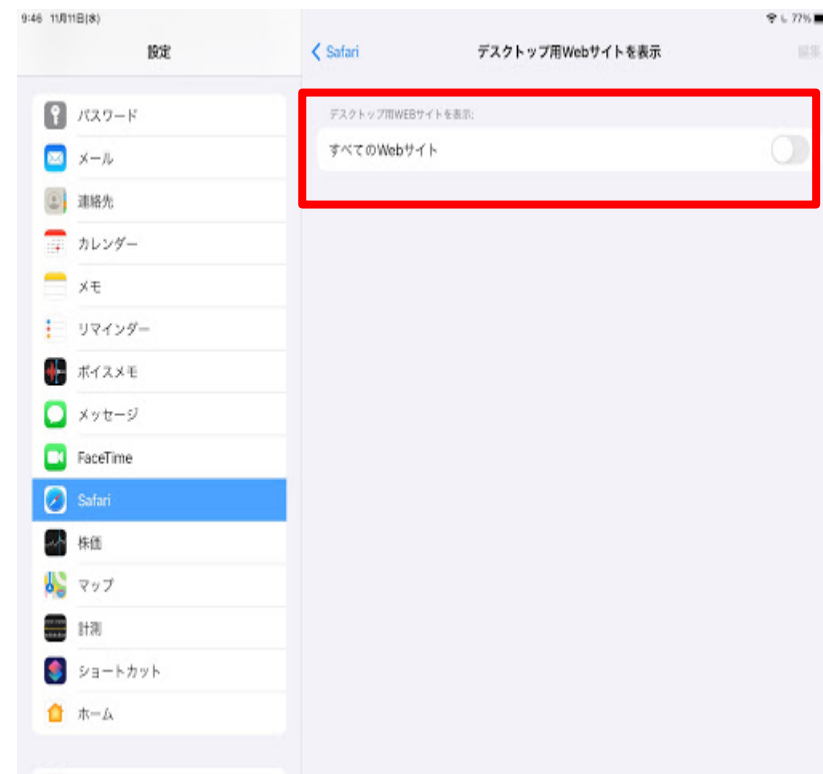 9:46 11月11日(水)
77%
設定
Safari
デスクトップ用Webサイトを表示
編集
デスクトップ用WEBサイトを表示:
すべてのWebサイト
パスワード
メール
連絡先
カレンダー
メモ
リマインダー
ボイスメモ
メッセージ
FaceTime
Safari
株価
マップ
計測
ショートカット
ホーム